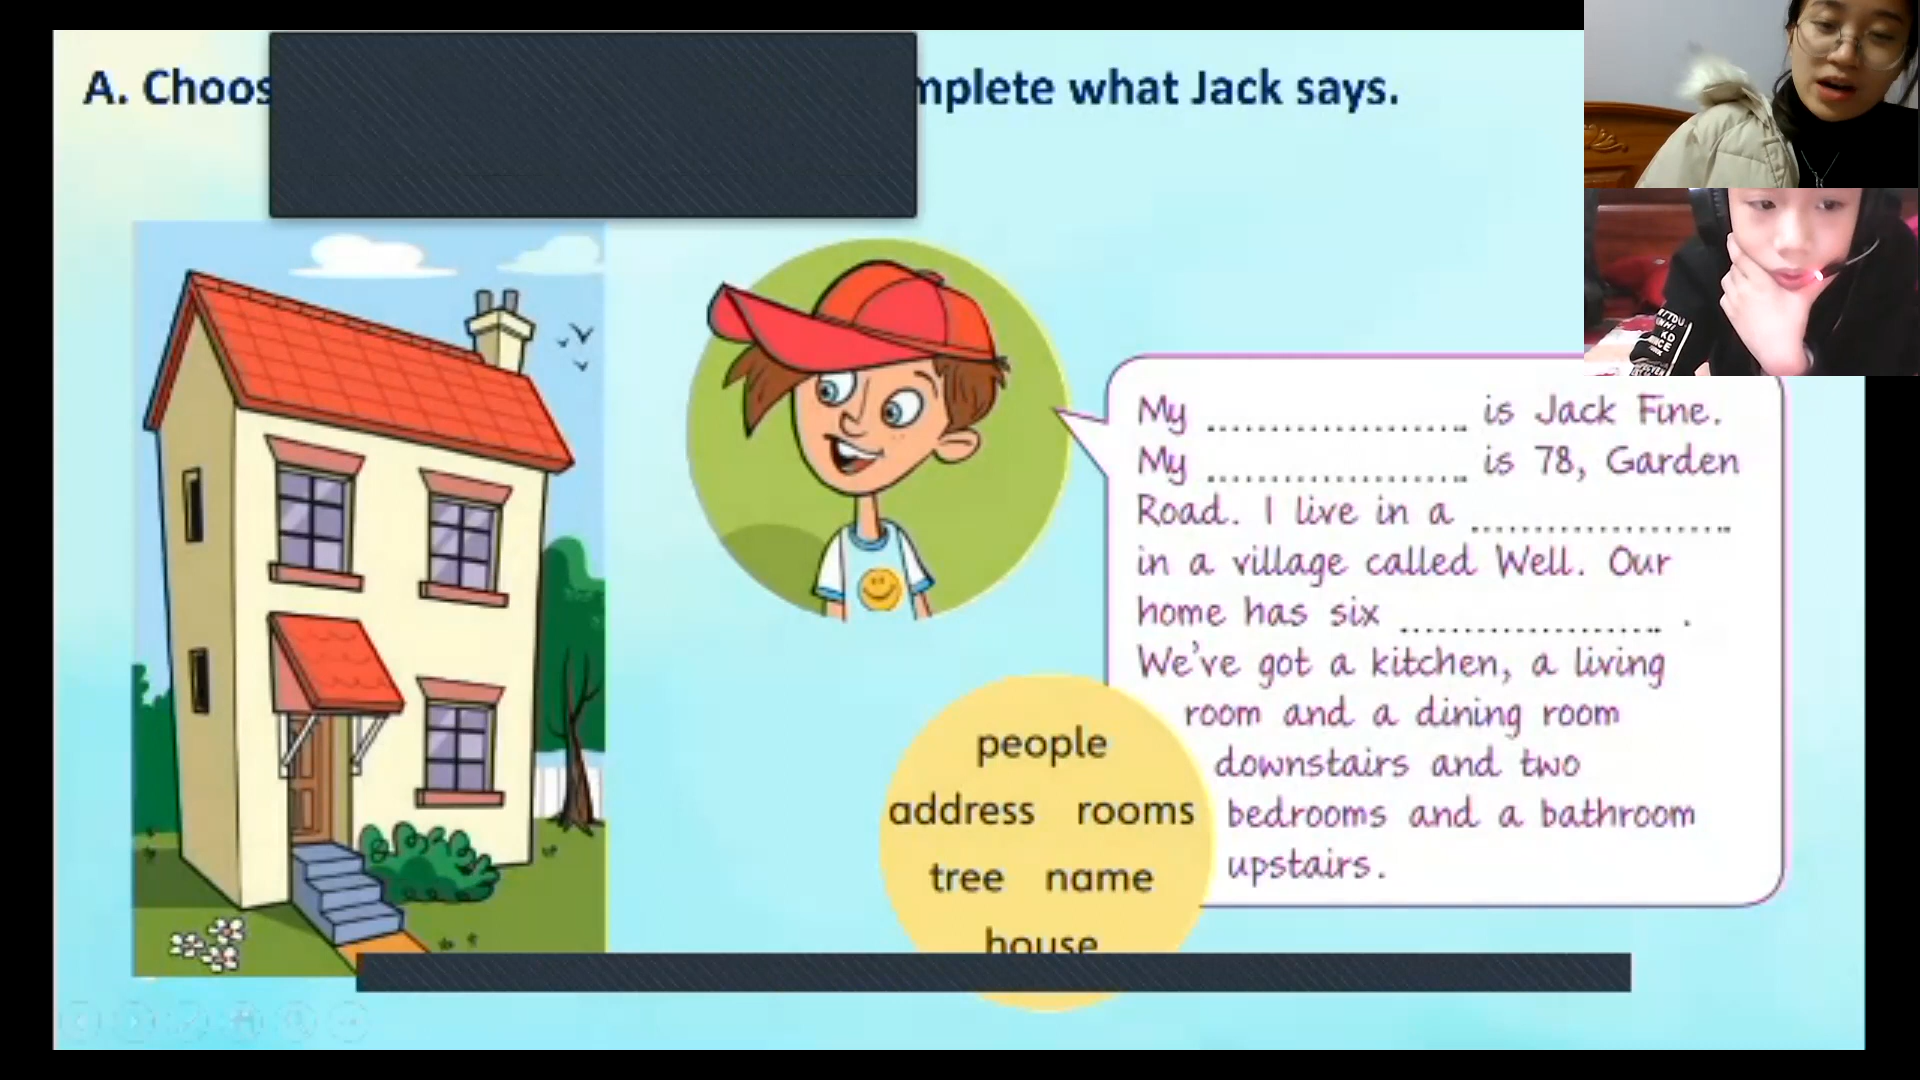 A. Choos mplete what Jack says.
My .................... is Jack Fine.
My .................... is 78, Garden
Road. I live in a ....................
in a village called Well. Our
home has six .................... .
We've got a kitchen, a living
room and a dining room
downstairs and two
bedrooms and a bathroom
upstairs.
people
address rooms
tree name
house